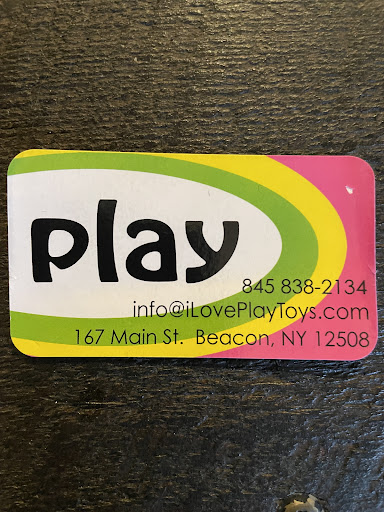 play
845 838-2134
info@iLovePlayToys.com
167 Main St. Beacon, NY 12508